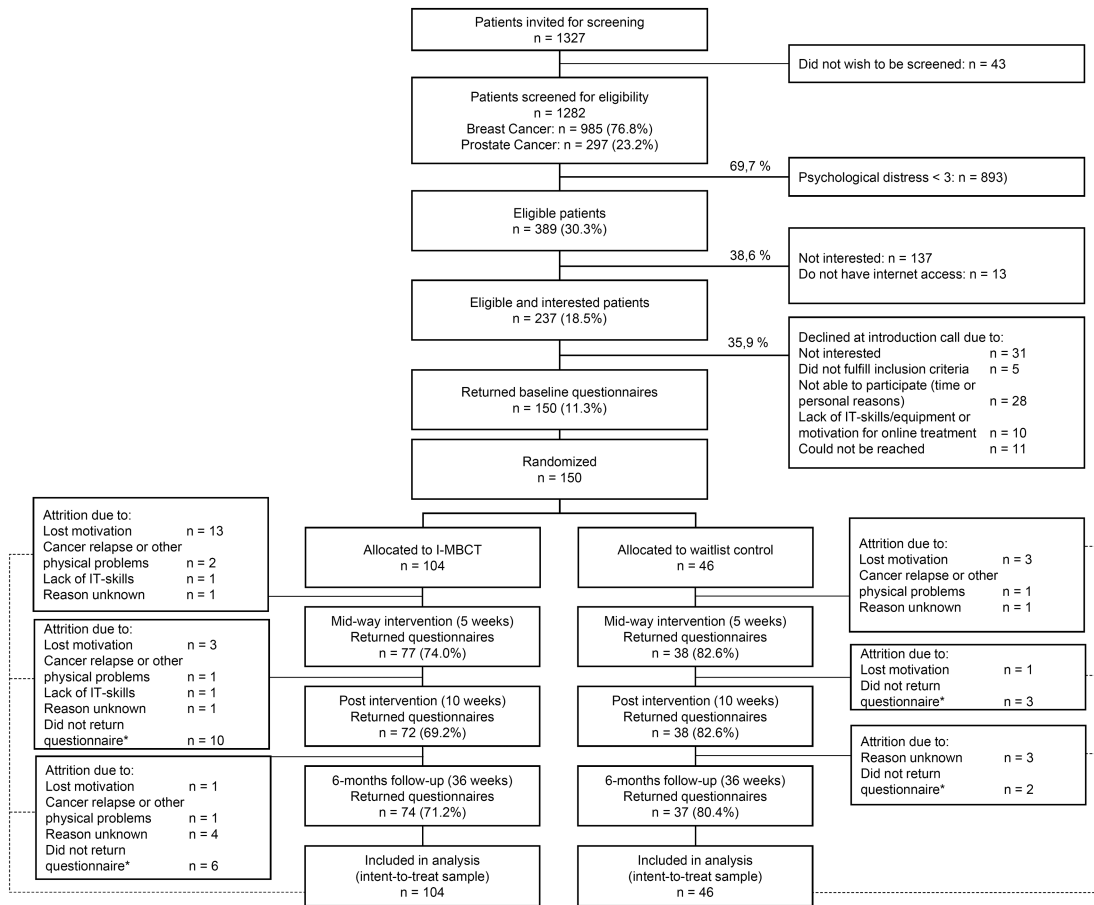 Patients invited for screening
n = 1327
Did not wish to be screened: n = 43
Patients screened for eligibility
n = 1282
Breast Cancer: n = 985 (76.8%)
Prostate Cancer: n = 297 (23.2%)
69,7 %
Psychological distress < 3: n = 893)
Eligible patients
n = 389 (30.3%)
38,6 %
Not interested: n = 137
Do not have internet access: n = 13
Eligible and interested patients
n = 237 (18.5%)
35,9 %
Declined at introduction call due to:
Not interested n = 31
Did not fulfill inclusion criteria n = 5
Not able to participate (time or
personal reasons) n = 28
Lack of IT-skills/equipment or
motivation for online treatment n = 10
Could not be reached n = 11
Returned baseline questionnaires
n = 150 (11.3%)
Randomized
n = 150
Attrition due to:
Lost motivation n = 13
Cancer relapse or other
physical problems n = 2
Lack of IT-skills n = 1
Reason unknown n = 1
Allocated to I-MBCT
n = 104
Allocated to waitlist control
n = 46
Attrition due to:
Lost motivation n = 3
Cancer relapse or other
physical problems n = 1
Reason unknown n = 1
Mid-way intervention (5 weeks)
Returned questionnaires
n = 77 (74.0%)
Mid-way intervention (5 weeks)
Returned questionnaires
n = 38 (82.6%)
Attrition due to:
Lost motivation n = 3
Cancer relapse or other
physical problems n = 1
Lack of IT-skills n = 1
Reason unknown n = 1
Did not return
questionnaire* n = 10
Attrition due to:
Lost motivation n = 1
Did not return
questionnaire* n = 3
Post intervention (10 weeks)
Returned questionnaires
n = 72 (69.2%)
Post intervention (10 weeks)
Returned questionnaires
n = 38 (82.6%)
Attrition due to:
Lost motivation n = 1
Cancer relapse or other
physical problems n = 1
Reason unknown n = 4
Did not return
questionnaire* n = 6
Attrition due to:
Reason unknown n = 3
Did not return
questionnaire* n = 2
6-months follow-up (36 weeks)
Returned questionnaires
n = 74 (71.2%)
6-months follow-up (36 weeks)
Returned questionnaires
n = 37 (80.4%)
Included in analysis
(intent-to-treat sample)
n = 104
Included in analysis
(intent-to-treat sample)
n = 46